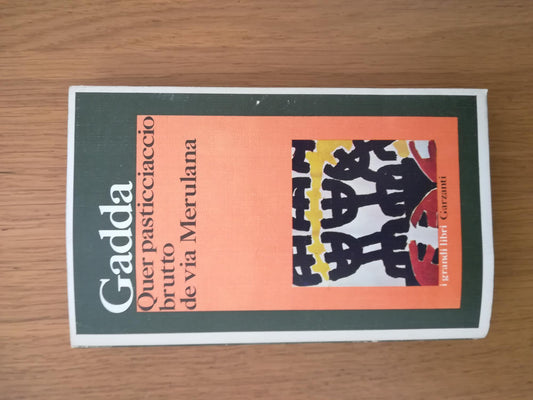 Gadda
Quer pasticciaccio
brutto
de via Merulana
i grandi libri Garzanti